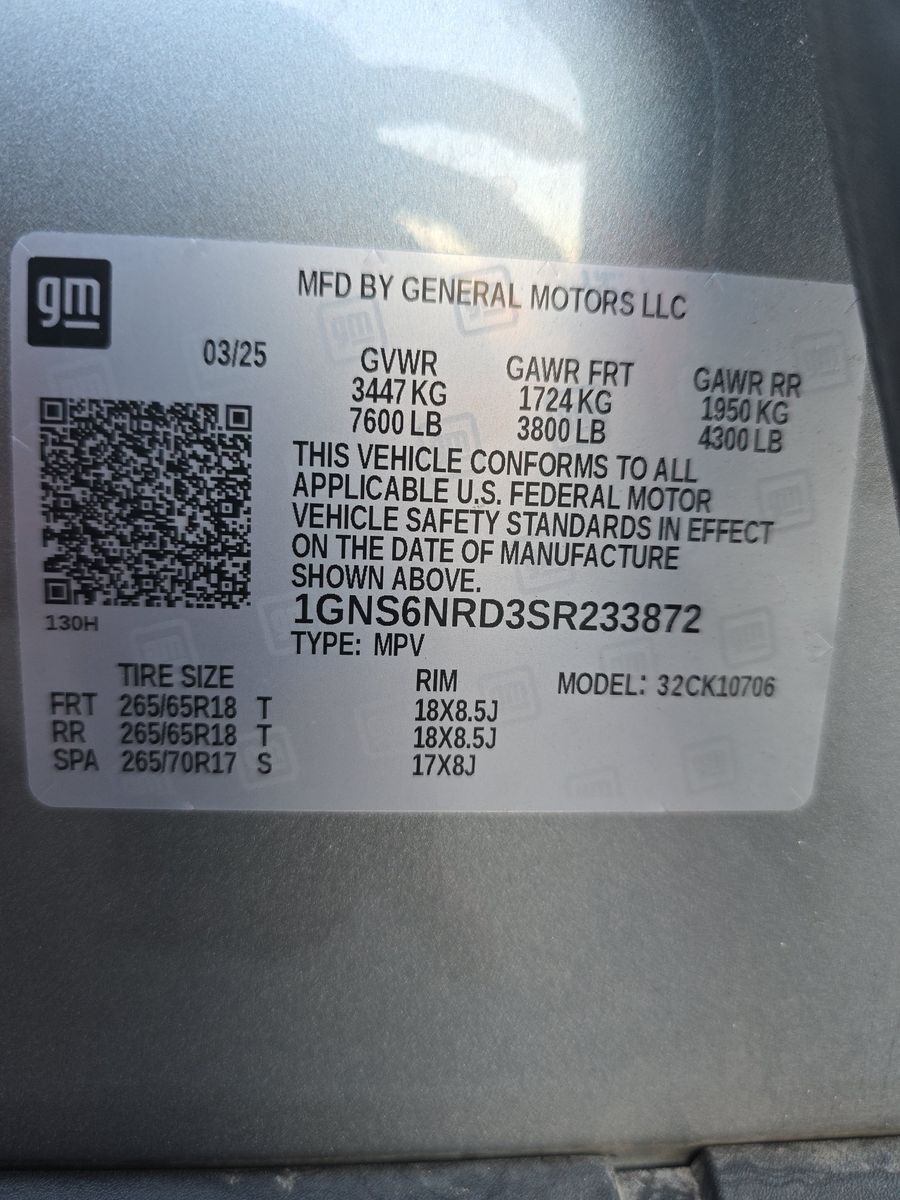 gm
MFD BY GENERAL MOTORS LLC
03/25
GVWR GAWR FRT GAWR RR
3447 KG 1724 KG 1950 KG
7600 LB 3800 LB 4300 LB
THIS VEHICLE CONFORMS TO ALL
APPLICABLE U.S. FEDERAL MOTOR
VEHICLE SAFETY STANDARDS IN EFFECT
ON THE DATE OF MANUFACTURE
SHOWN ABOVE.
1GNS6NRD3SR233872
130H
TYPE: MPV
TIRE SIZE RIM MODEL: 32CK10706
FRT 265/65R18 T 18X8.5J
RR 265/65R18 T 18X8.5J
SPA 265/70R17 S 17X8J